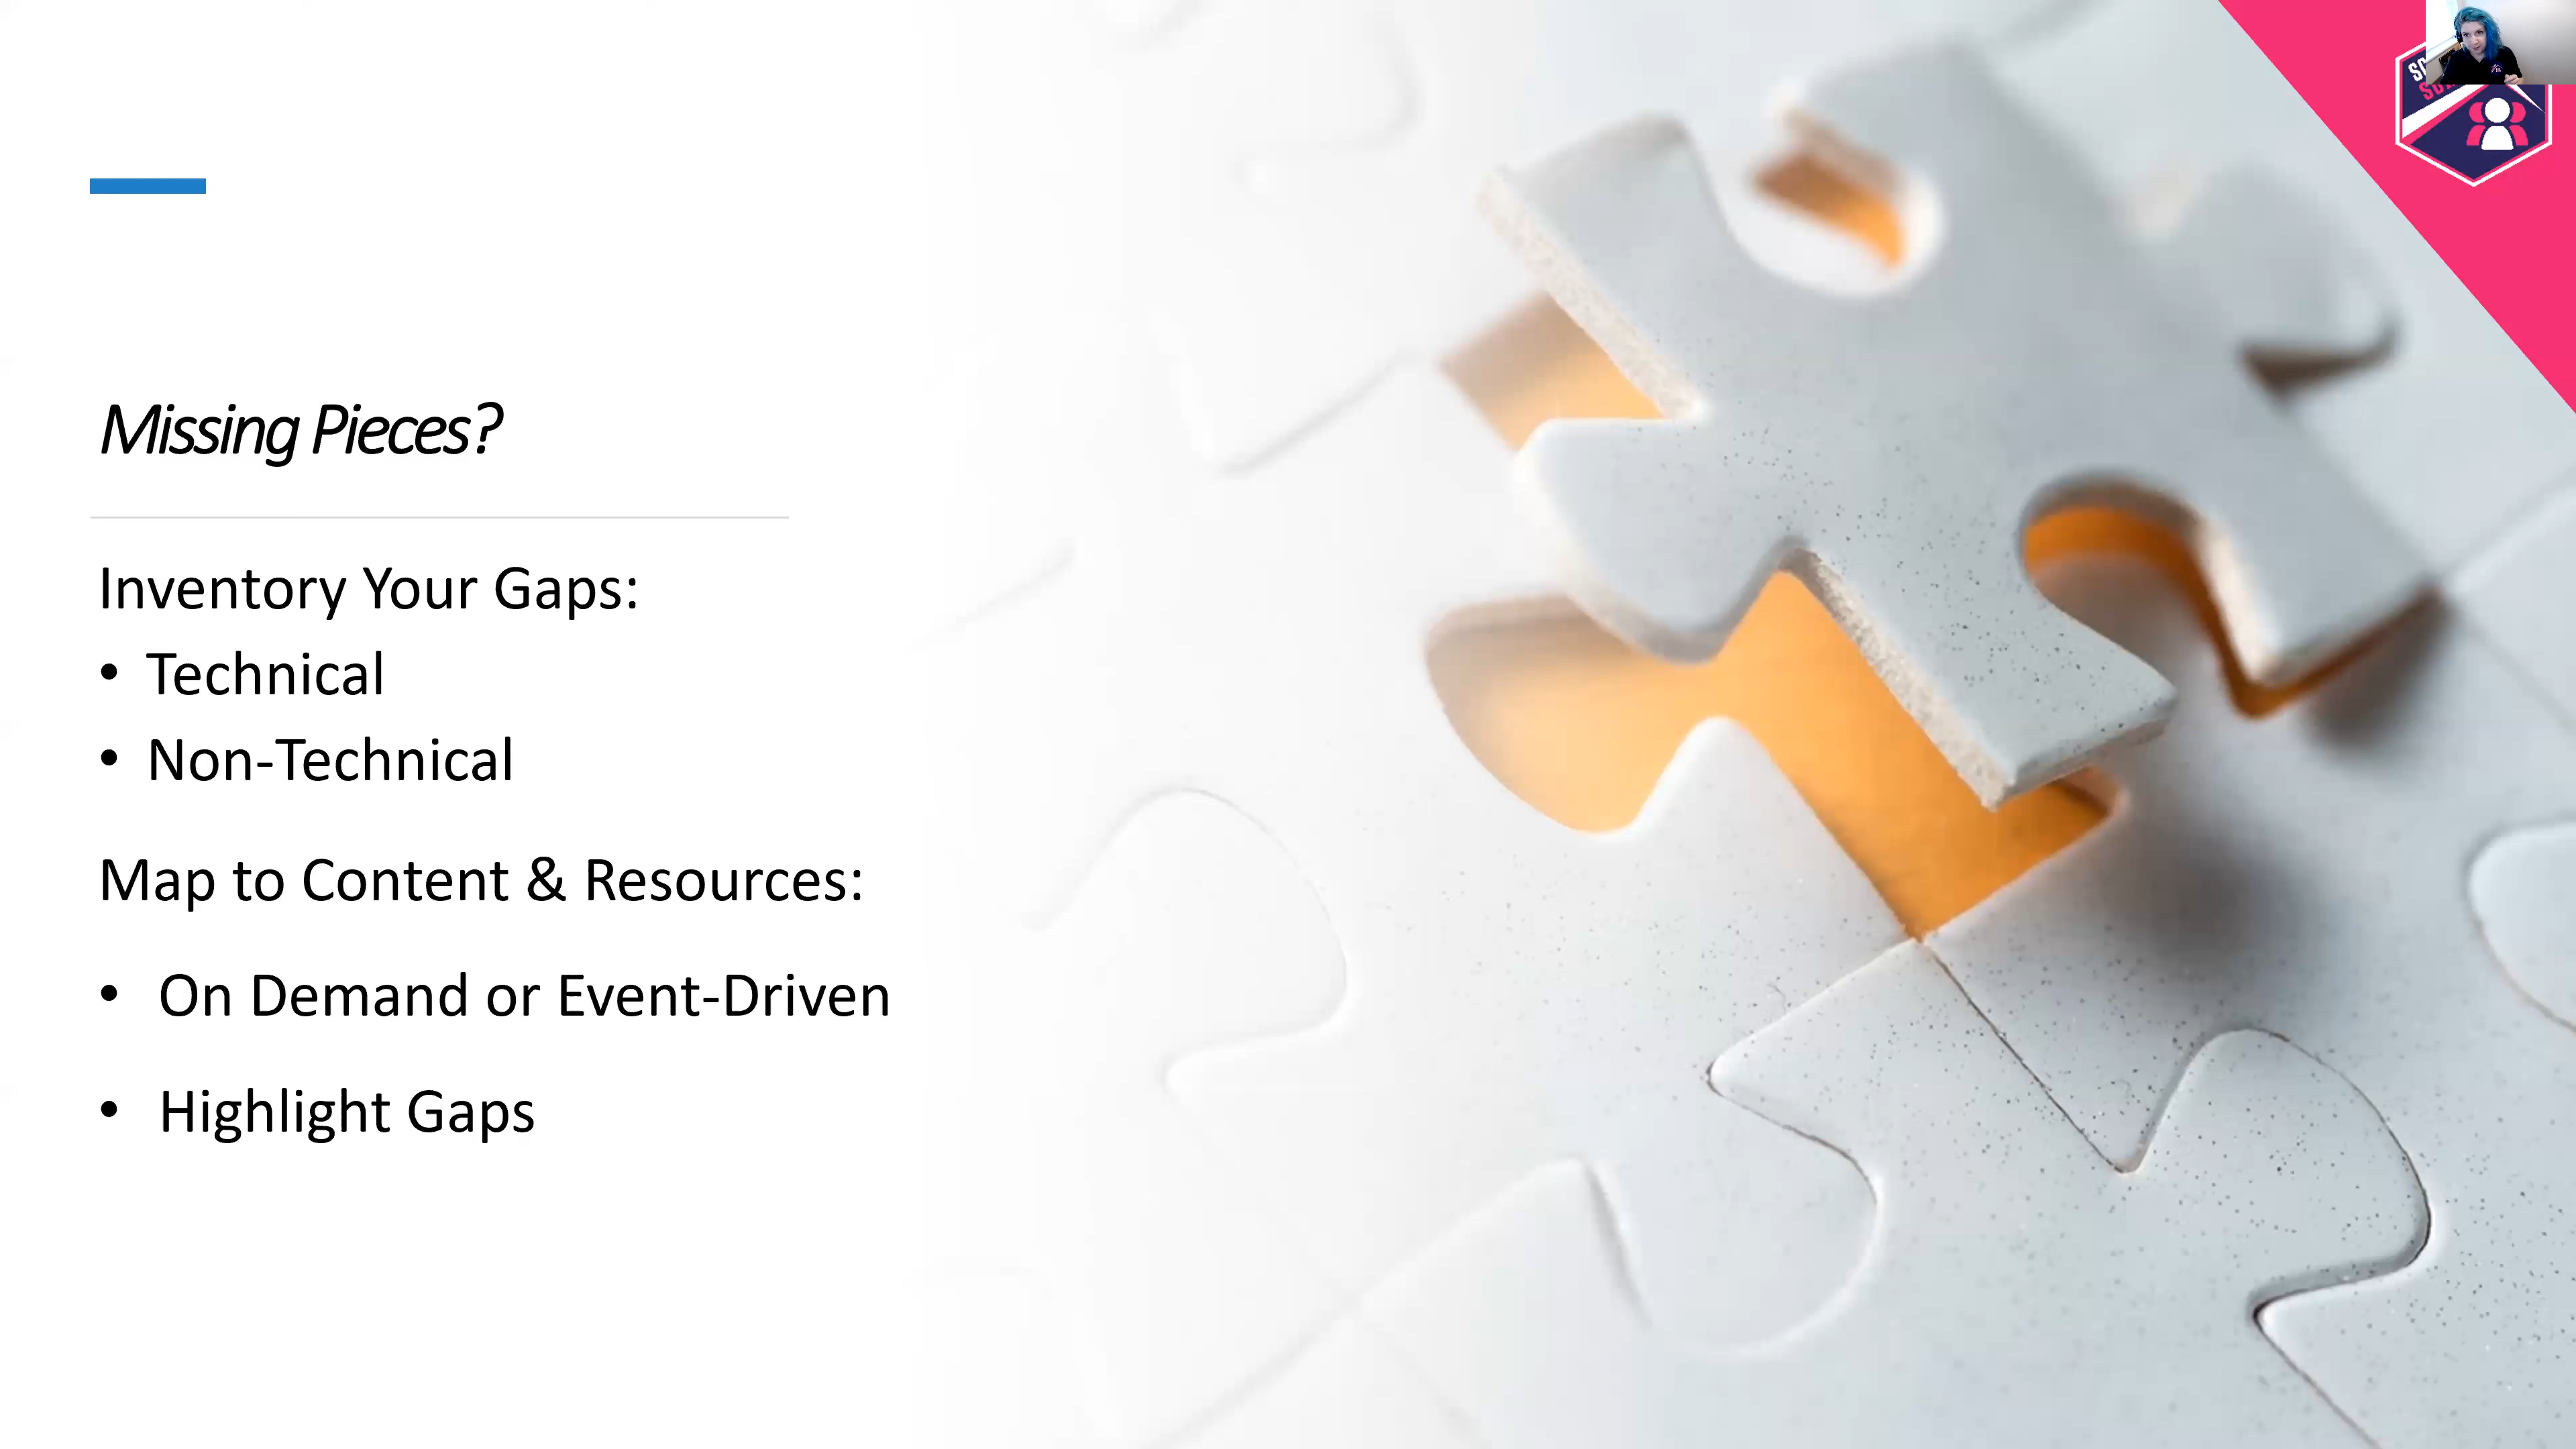 Missing Pieces?
Inventory Your Gaps:
• Technical
• Non-Technical
Map to Content & Resources:
• On Demand or Event-Driven
• Highlight Gaps